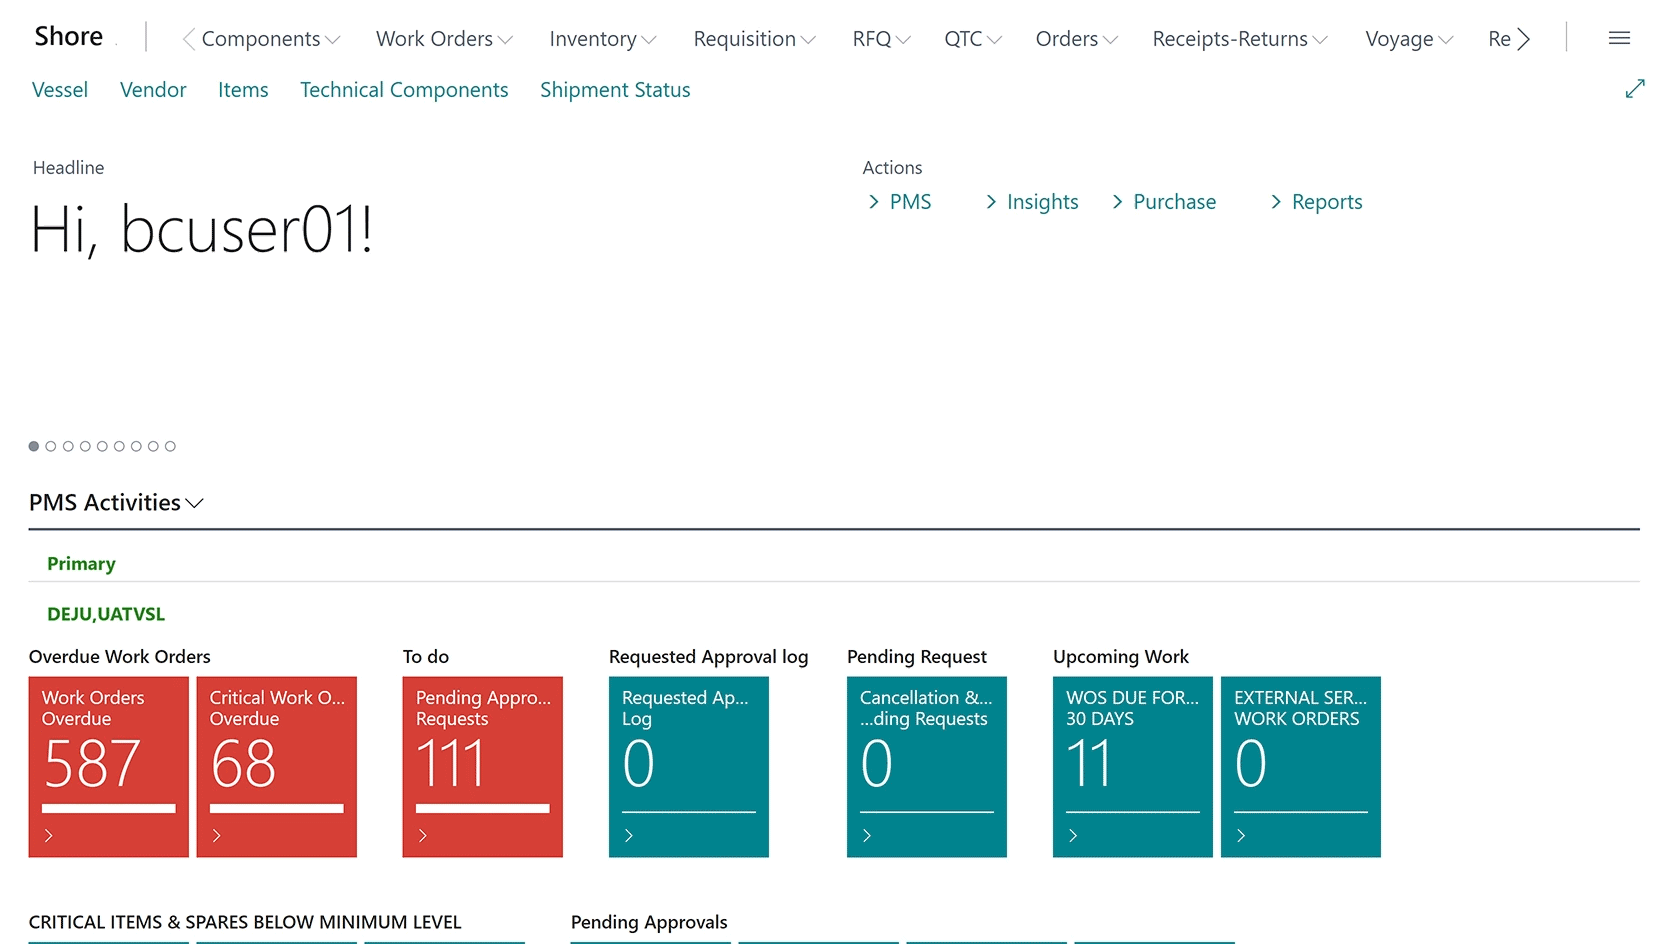 Shore
Components
Work Orders
Inventory
Requisition
RFQ
QTC
Orders
Receipts-Returns
Voyage
Re
Vessel
Vendor
Items
Technical Components
Shipment Status
Headline
Hi, bcuser01!
Actions
PMS
Insights
Purchase
Reports
PMS Activities
Primary
DEJU,UATVSL
Overdue Work Orders
Work Orders
Overdue
587
Critical Work O...
Overdue
68
To do
Pending Appro...
Requests
111
Requested Approval log
Requested Ap...
Log
0
Pending Request
Cancellation &...
...ding Requests
0
Upcoming Work
WOS DUE FOR...
30 DAYS
11
EXTERNAL SER...
WORK ORDERS
0
CRITICAL ITEMS & SPARES BELOW MINIMUM LEVEL
Pending Approvals